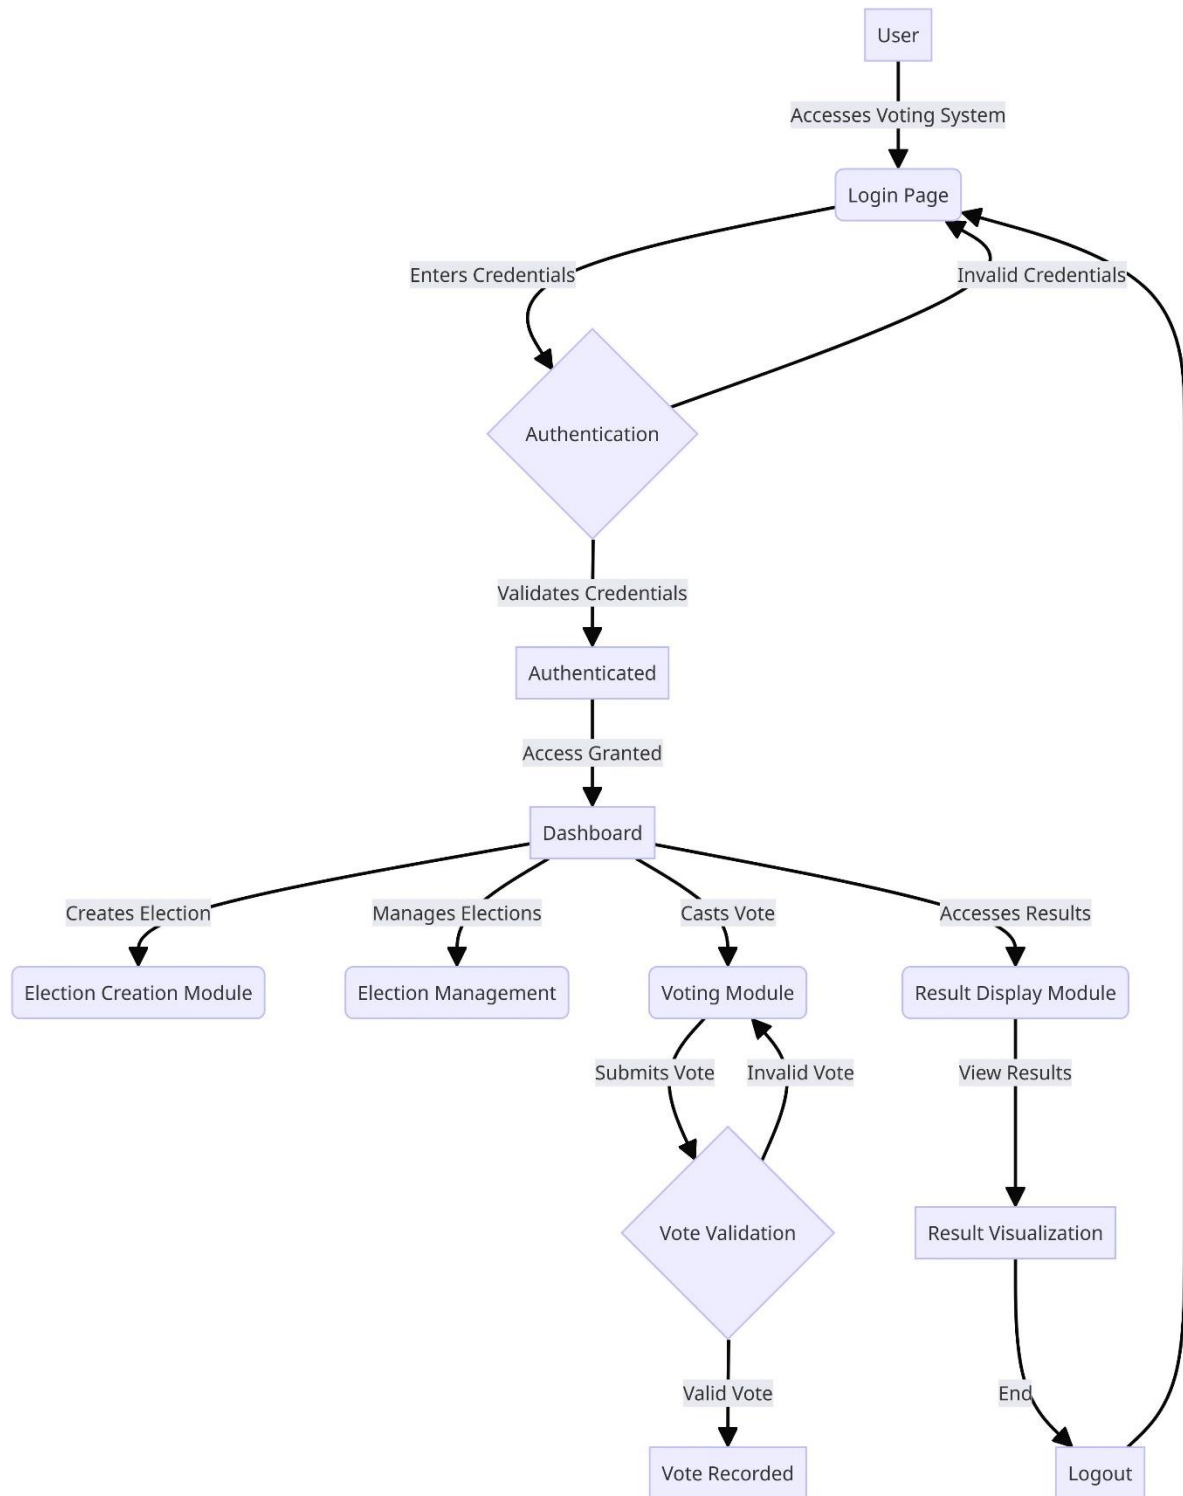 User
Accesses Voting System
Login Page
Enters Credentials
Invalid Credentials
Authentication
Validates Credentials
Authenticated
Access Granted
Dashboard
Creates Election
Manages Elections
Casts Vote
Accesses Results
Election Creation Module
Election Management
Voting Module
Result Display Module
Submits Vote
Invalid Vote
View Results
Vote Validation
Result Visualization
Valid Vote
End
Vote Recorded
Logout